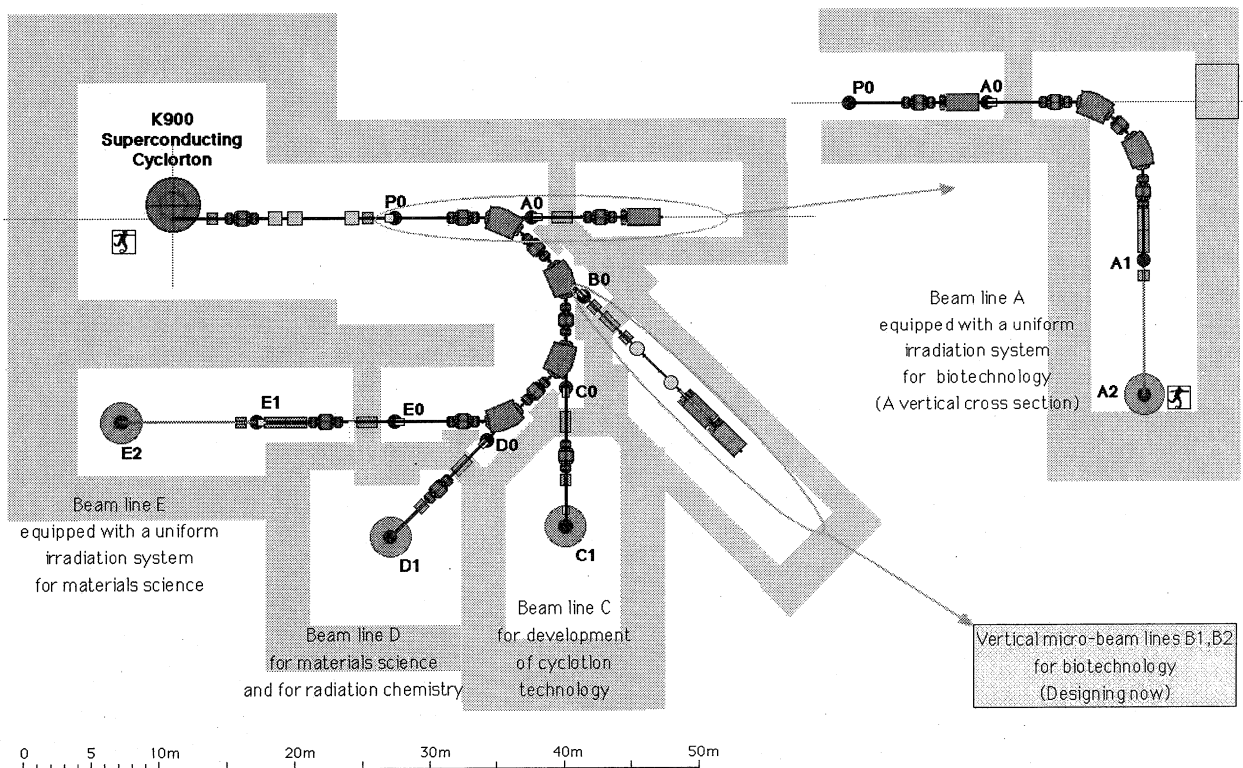 K900
Superconducting
Cyclorton
P0
A0
B0
C0
E1
E0
D0
E2
D1
C1
P0
A0
A1
A2
Beam line A
equipped with a uniform
irradiation system
for biotechnology
(A vertical cross section)
Beam line E
equipped with a uniform
irradiation system
for materials science
Beam line D
for materials science
and for radiation chemistry
Beam line C
for development
of cyclotlon
technology
Vertical micro-beam lines B1,B2
for biotechnology
(Designing now)
0 10m 20m 30m 40m 50m